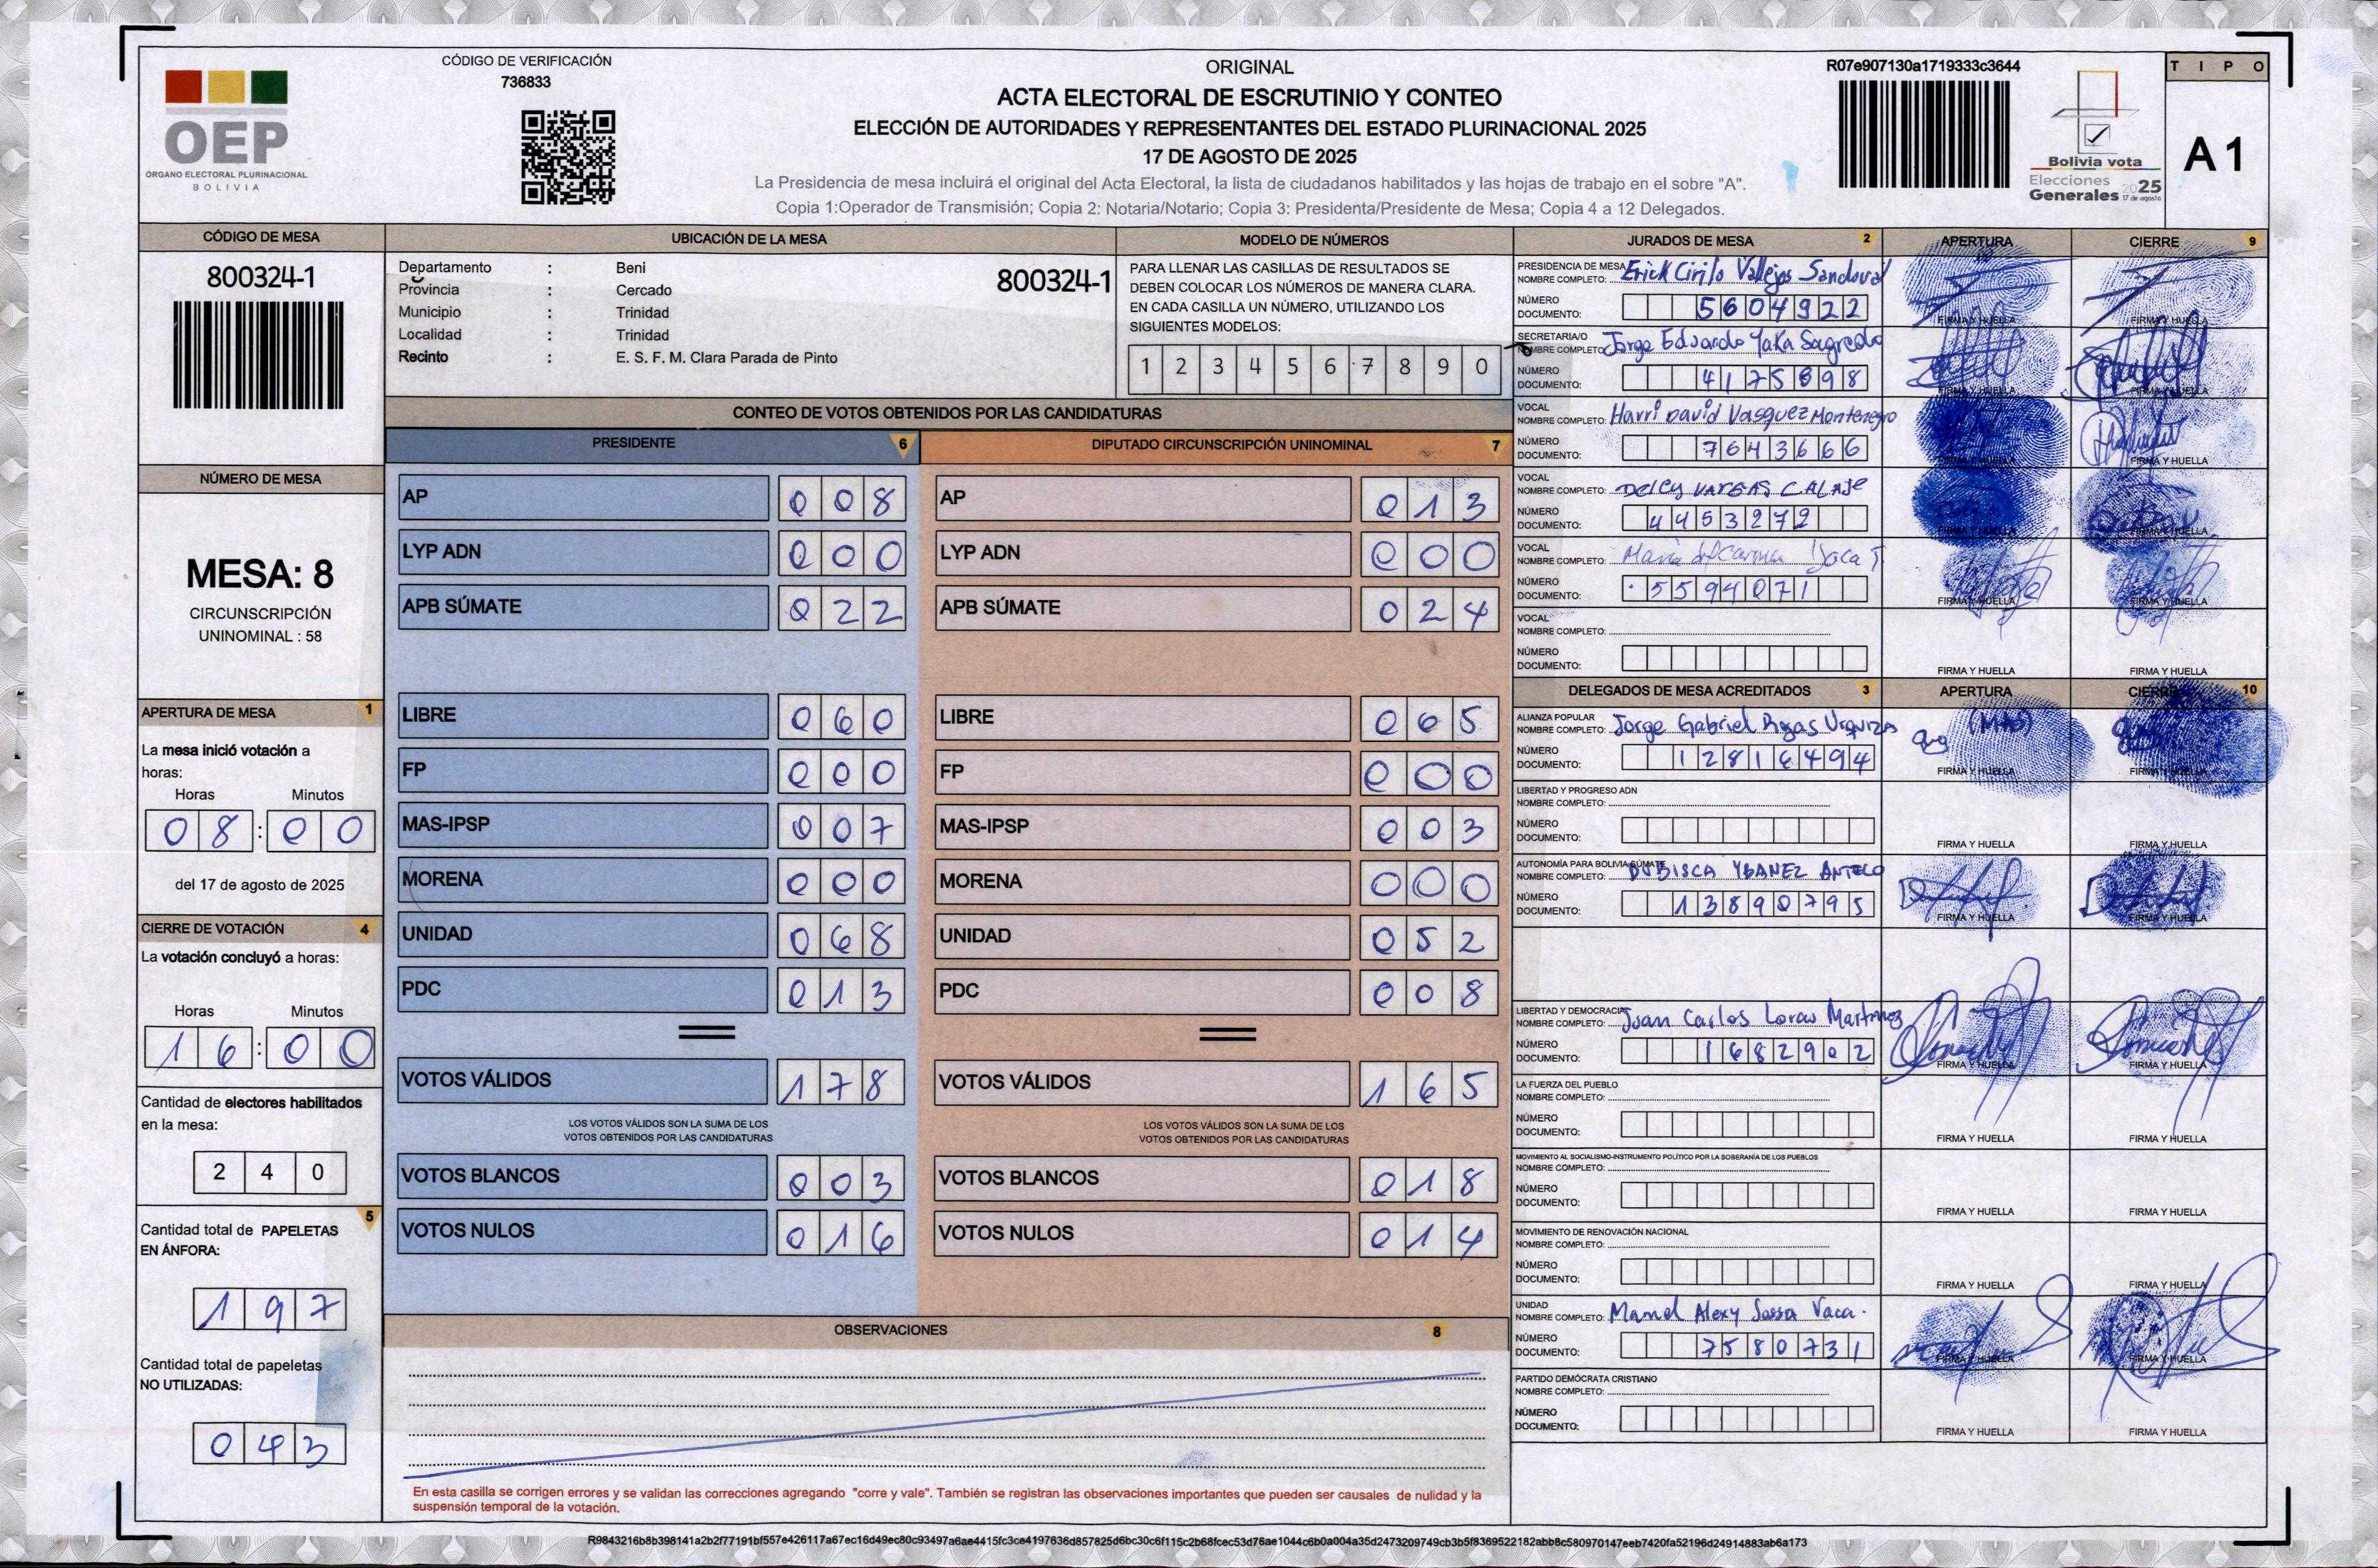 CÓDIGO DE VERIFICACIÓN
736833
OEP
ÓRGANO ELECTORAL PLURINACIONAL
BOLIVIA
ORIGINAL
ACTA ELECTORAL DE ESCRUTINIO Y CONTEO
ELECCIÓN DE AUTORIDADES Y REPRESENTANTES DEL ESTADO PLURINACIONAL 2025
17 DE AGOSTO DE 2025
La Presidencia de mesa incluirá el original del Acta Electoral, la lista de ciudadanos habilitados y las hojas de trabajo en el sobre "A".
Copia 1:Operador de Transmisión; Copia 2: Notaria/Notario; Copia 3: Presidenta/Presidente de Mesa; Copia 4 a 12 Delegados.
R07e907130a1719333c3644
Bolivia vota
Elecciones
Generales 2025
17 de agosto
TIPO
A 1
CÓDIGO DE MESA
800324-1
NÚMERO DE MESA
MESA: 8
CIRCUNSCRIPCIÓN
UNINOMINAL : 58
APERTURA DE MESA 1
La mesa inició votación a
horas:
Horas Minutos
08:00
del 17 de agosto de 2025
CIERRE DE VOTACIÓN 4
La votación concluyó a horas:
Horas Minutos
16:00
Cantidad de electores habilitados
en la mesa:
240
5
Cantidad total de PAPELETAS
EN ÁNFORA:
197
Cantidad total de papeletas
NO UTILIZADAS:
043
UBICACIÓN DE LA MESA
Departamento : Beni
800324-1
Provincia : Cercado
Municipio : Trinidad
Localidad : Trinidad
Recinto : E. S. F. M. Clara Parada de Pinto
MODELO DE NÚMEROS
PARA LLENAR LAS CASILLAS DE RESULTADOS SE
DEBEN COLOCAR LOS NÚMEROS DE MANERA CLARA.
EN CADA CASILLA UN NÚMERO, UTILIZANDO LOS
SIGUIENTES MODELOS:
1 2 3 4 5 6 7 8 9 0
CONTEO DE VOTOS OBTENIDOS POR LAS CANDIDATURAS
PRESIDENTE 6
AP 008
LYP ADN 000
APB SÚMATE 022
LIBRE 060
FP 000
MAS-IPSP 007
MORENA 000
UNIDAD 068
PDC 013
VOTOS VÁLIDOS 178
LOS VOTOS VÁLIDOS SON LA SUMA DE LOS
VOTOS OBTENIDOS POR LAS CANDIDATURAS
VOTOS BLANCOS 003
VOTOS NULOS 016
DIPUTADO CIRCUNSCRIPCIÓN UNINOMINAL 7
AP 013
LYP ADN 000
APB SÚMATE 024
LIBRE 065
FP 000
MAS-IPSP 003
MORENA 000
UNIDAD 052
PDC 008
VOTOS VÁLIDOS 165
LOS VOTOS VÁLIDOS SON LA SUMA DE LOS
VOTOS OBTENIDOS POR LAS CANDIDATURAS
VOTOS BLANCOS 018
VOTOS NULOS 014
OBSERVACIONES 8
En esta casilla se corrigen errores y se validan las correcciones agregando "corre y vale". También se registran las observaciones importantes que pueden ser causales de nulidad y la
suspensión temporal de la votación.
JURADOS DE MESA 2 APERTURA CIERRE 9
PRESIDENCIA DE MESA
NOMBRE COMPLETO: Erick Cirilo Vallejos Sandoval
NÚMERO
DOCUMENTO: 5604922
FIRMA Y HUELLA FIRMA Y HUELLA
SECRETARIA/O
NOMBRE COMPLETO: Jorge Eduardo Yaka Sagredo
NÚMERO
DOCUMENTO: 4175898
FIRMA Y HUELLA FIRMA Y HUELLA
VOCAL
NOMBRE COMPLETO: Harri David Vasquez Montenegro
NÚMERO
DOCUMENTO: 7643666
FIRMA Y HUELLA FIRMA Y HUELLA
VOCAL
NOMBRE COMPLETO: Delcy VARGAS
NÚMERO
DOCUMENTO: 4453272
FIRMA Y HUELLA FIRMA Y HUELLA
VOCAL
NOMBRE COMPLETO: Maria del Carmen
NÚMERO
DOCUMENTO: 5594071
FIRMA Y HUELLA FIRMA Y HUELLA
VOCAL
NOMBRE COMPLETO:
NÚMERO
DOCUMENTO:
FIRMA Y HUELLA FIRMA Y HUELLA
DELEGADOS DE MESA ACREDITADOS 3 APERTURA CIERRE 10
ALIANZA POPULAR
NOMBRE COMPLETO: Jorge Gabriel Rojas Urquiza
(MAS)
NÚMERO
DOCUMENTO: 12816494
FIRMA Y HUELLA FIRMA Y HUELLA
LIBERTAD Y PROGRESO ADN
NOMBRE COMPLETO:
NÚMERO
DOCUMENTO:
FIRMA Y HUELLA FIRMA Y HUELLA
AUTONOMÍA PARA BOLIVIA SÚMATE
NOMBRE COMPLETO: DUBISCA YBANEZ ANTELO
NÚMERO
DOCUMENTO: 13890795
FIRMA Y HUELLA FIRMA Y HUELLA
LIBERTAD Y DEMOCRACIA
NOMBRE COMPLETO: Juan Carlos Loras Martinez
NÚMERO
DOCUMENTO: 1682902
FIRMA Y HUELLA FIRMA Y HUELLA
LA FUERZA DEL PUEBLO
NOMBRE COMPLETO:
NÚMERO
DOCUMENTO:
FIRMA Y HUELLA FIRMA Y HUELLA
MOVIMIENTO AL SOCIALISMO-INSTRUMENTO POLÍTICO POR LA SOBERANÍA DE LOS PUEBLOS
NOMBRE COMPLETO:
NÚMERO
DOCUMENTO:
FIRMA Y HUELLA FIRMA Y HUELLA
MOVIMIENTO DE RENOVACIÓN NACIONAL
NOMBRE COMPLETO:
NÚMERO
DOCUMENTO:
FIRMA Y HUELLA FIRMA Y HUELLA
UNIDAD
NOMBRE COMPLETO: Manuel Alexy Sossa Vaca.
NÚMERO
DOCUMENTO: 7580731
FIRMA Y HUELLA FIRMA Y HUELLA
PARTIDO DEMÓCRATA CRISTIANO
NOMBRE COMPLETO:
NÚMERO
DOCUMENTO:
FIRMA Y HUELLA FIRMA Y HUELLA